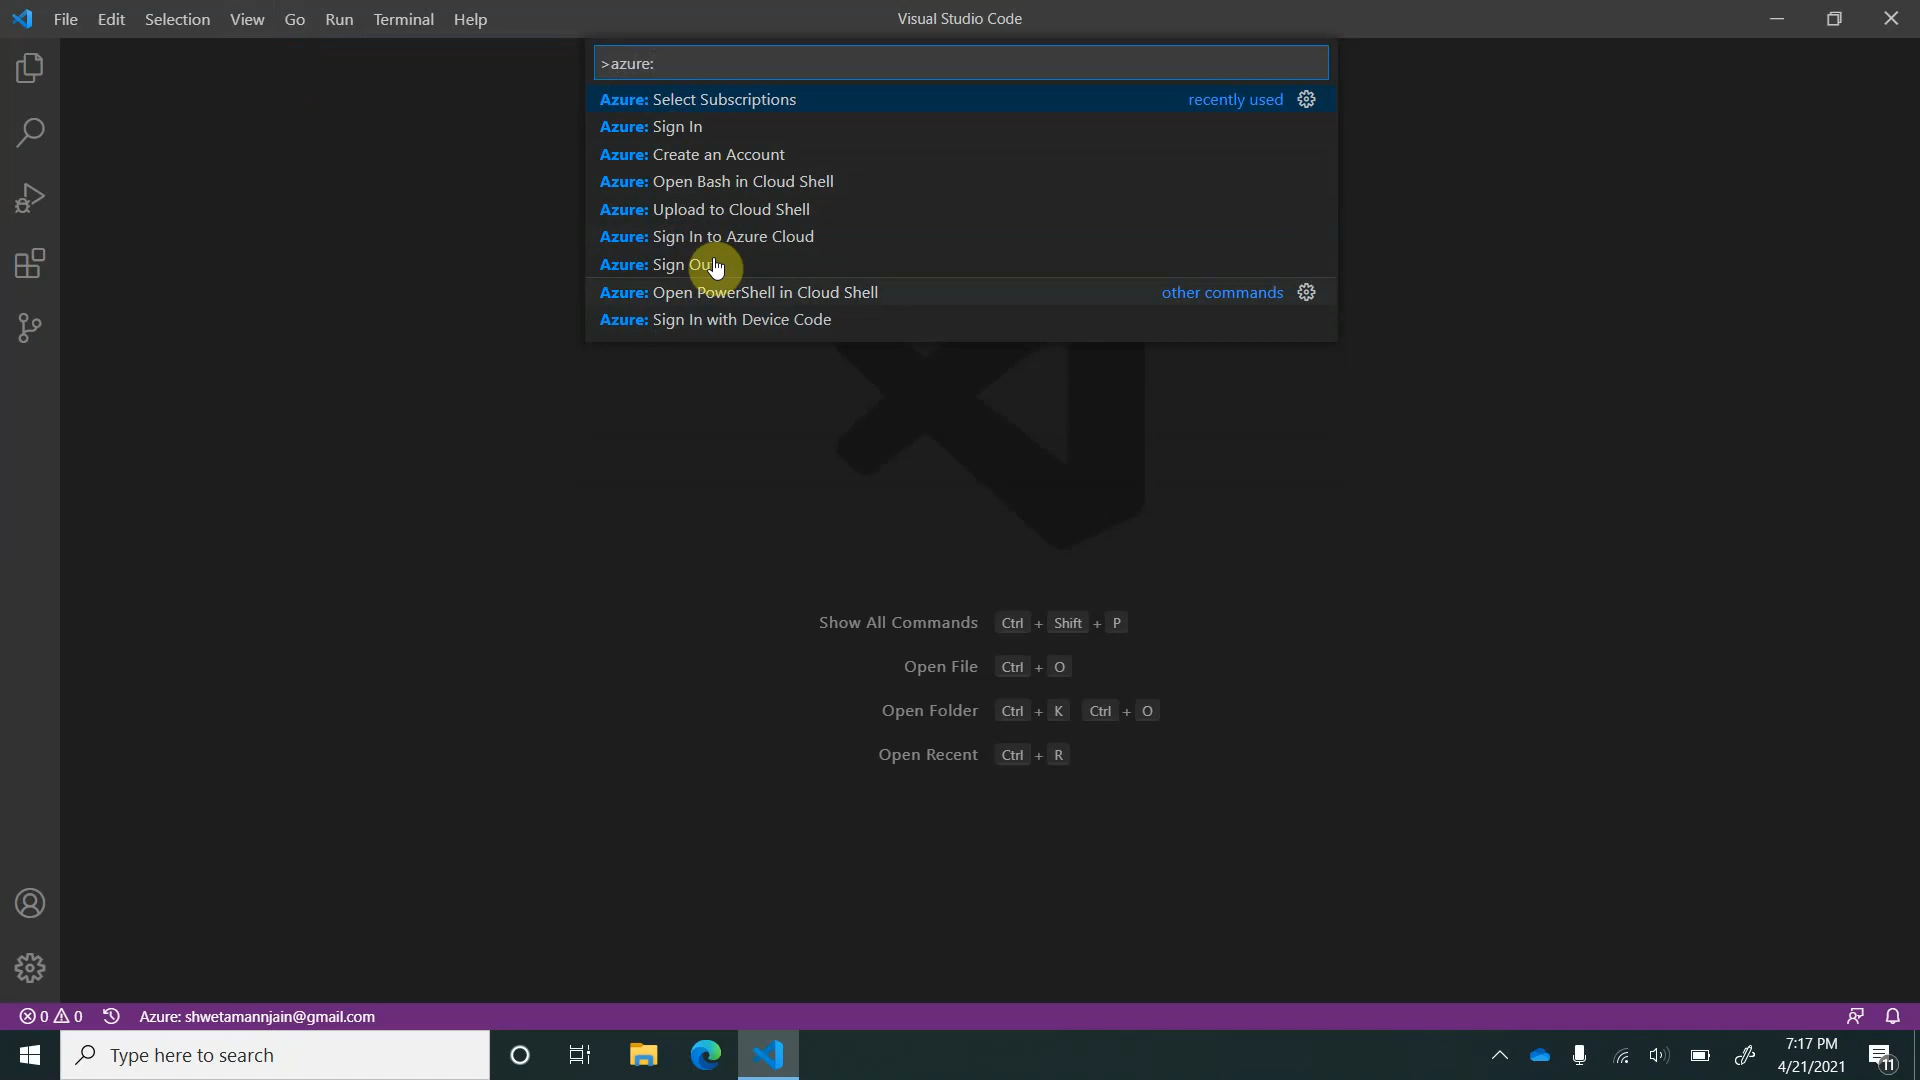 File Edit Selection View Go Run Terminal Help
Visual Studio Code
>azure:
Azure: Select Subscriptions recently used
Azure: Sign In
Azure: Create an Account
Azure: Open Bash in Cloud Shell
Azure: Upload to Cloud Shell
Azure: Sign In to Azure Cloud
Azure: Sign Out
Azure: Open PowerShell in Cloud Shell other commands
Azure: Sign In with Device Code
Show All Commands Ctrl + Shift + P
Open File Ctrl + O
Open Folder Ctrl + K Ctrl + O
Open Recent Ctrl + R
0 0 Azure: shwetamannjain@gmail.com
Type here to search
7:17 PM
4/21/2021
11